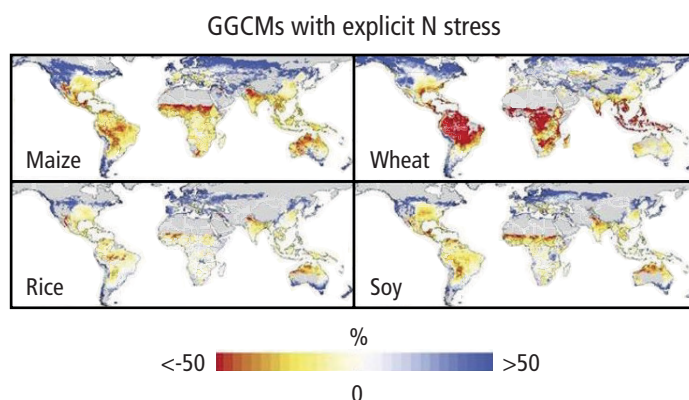 GGCMs with explicit N stress
Maize
Wheat
Rice
Soy
%
<-50
>50
0